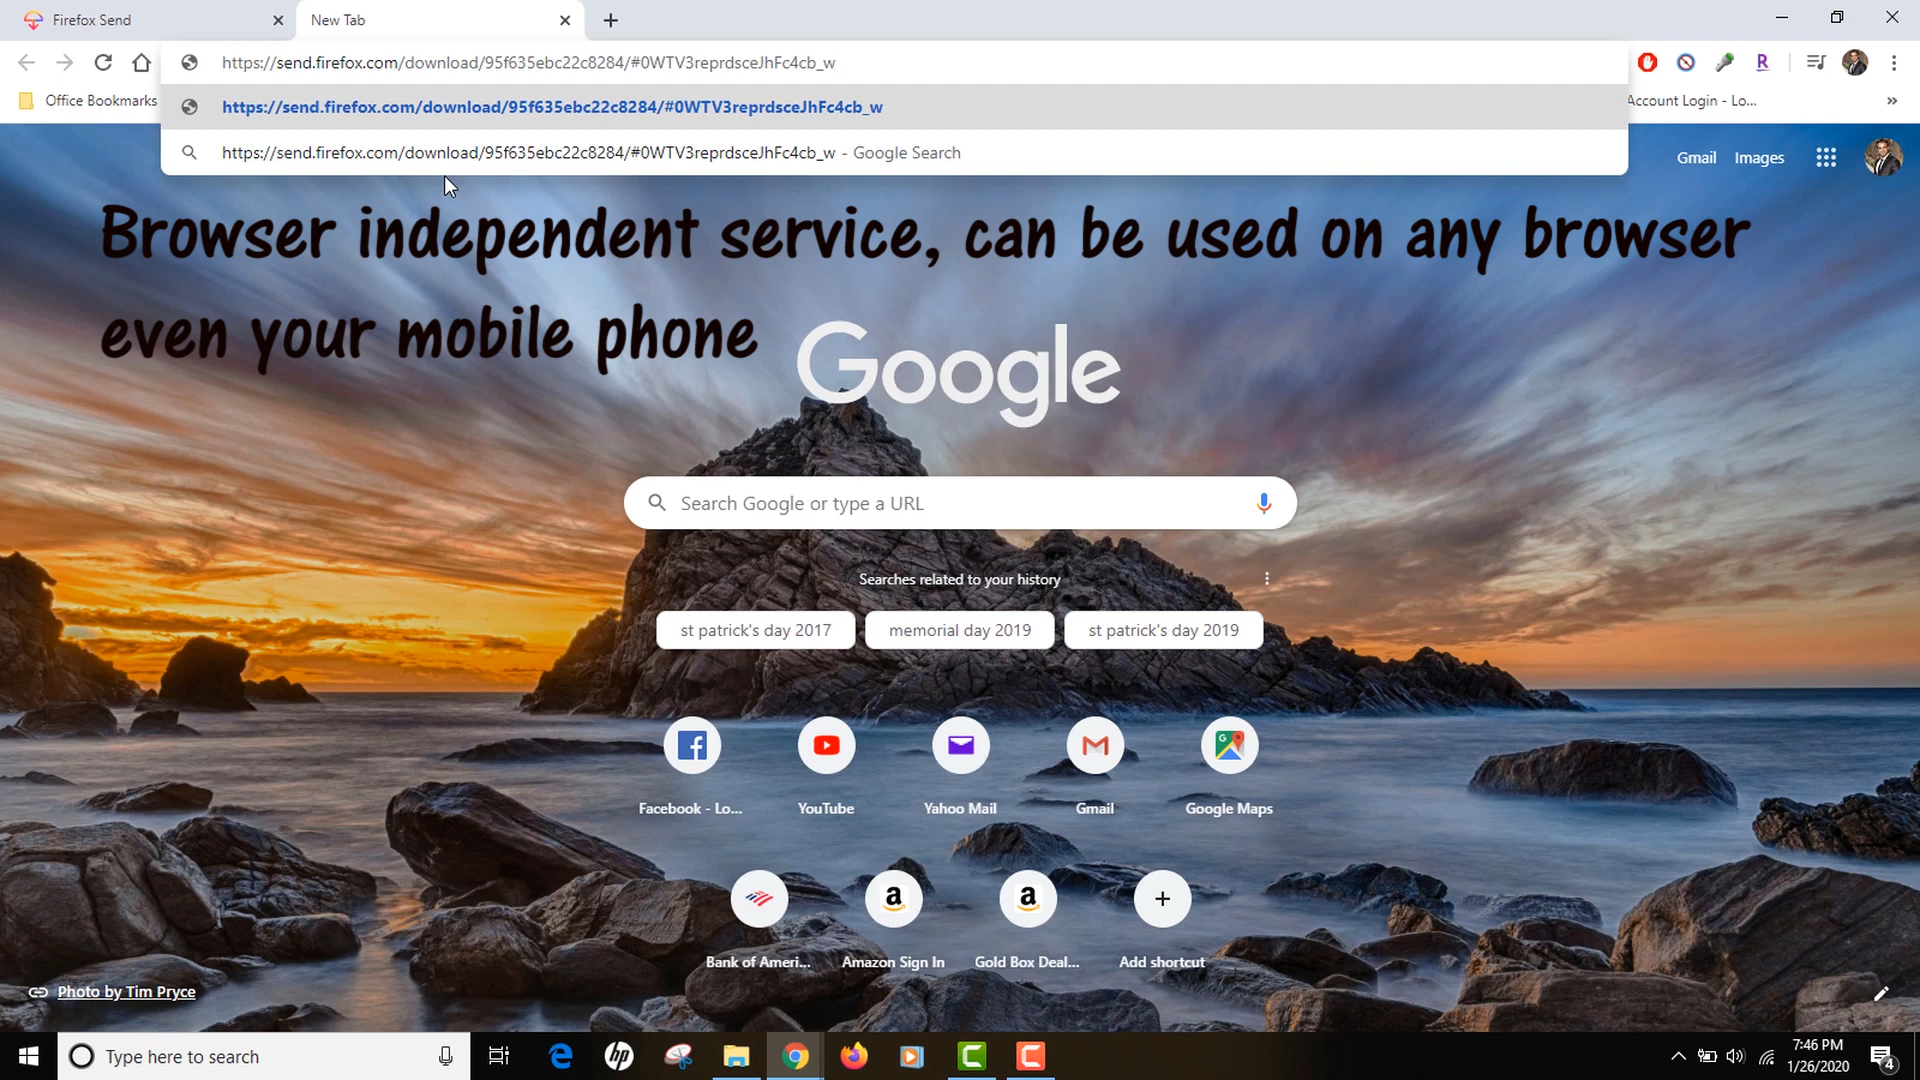 Firefox Send
New Tab
https://send.firefox.com/download/95f635ebc22c8284/#0WTV3reprdsceJhFc4cb_w
R
Office Bookmarks
https://send.firefox.com/download/95f635ebc22c8284/#0WTV3reprdsceJhFc4cb_w
Account Login - Lo...
»
https://send.firefox.com/download/95f635ebc22c8284/#0WTV3reprdsceJhFc4cb_w - Google Search
Gmail Images
Browser independent service, can be used on any browser
even your mobile phone
Google
Search Google or type a URL
Searches related to your history
st patrick's day 2017 memorial day 2019 st patrick's day 2019
Facebook - Lo... YouTube Yahoo Mail Gmail Google Maps
Bank of Ameri... Amazon Sign In Gold Box Deal... Add shortcut
Photo by Tim Pryce
Type here to search
7:46 PM
1/26/2020
4